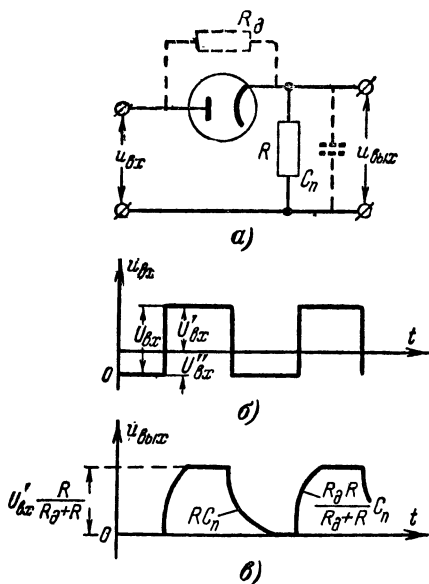 R∂
uвх
R
Cп
uвых
а)
uвх
Uвх
U′вх
t
U″вх
0
б)
uвых
U′вх R/(R∂+R)
RCп
R∂R/(R∂+R) Cп
0
t
в)